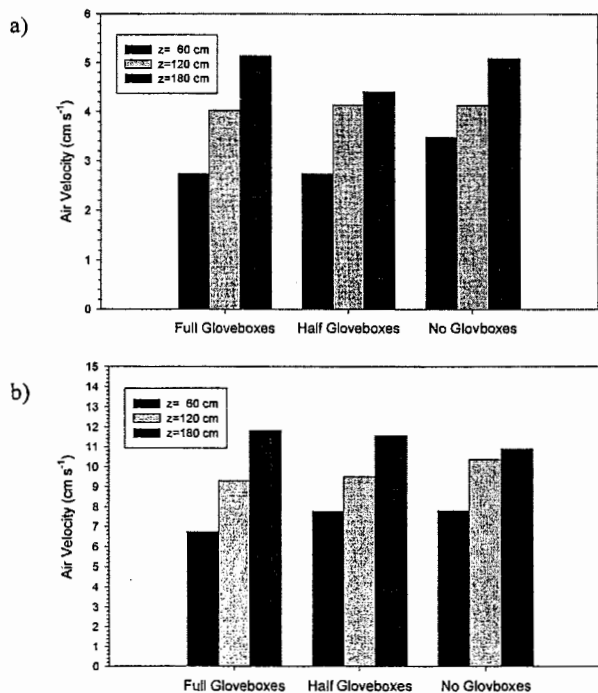 a)
6
5
4
3
2
1
0
Air Velocity (cm s⁻¹)
z= 60 cm
z=120 cm
z=180 cm
Full Gloveboxes Half Gloveboxes No Glovboxes
b)
15
14
13
12
11
10
9
8
7
6
5
4
3
2
1
0
Air Velocity (cm s⁻¹)
z= 60 cm
z=120 cm
z=180 cm
Full Gloveboxes Half Gloveboxes No Glovboxes